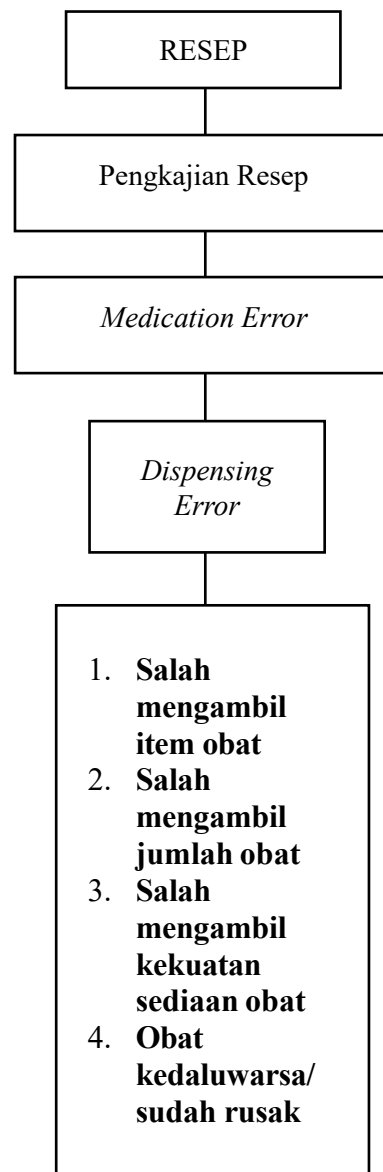 RESEP
Pengkajian Resep
Medication Error
Dispensing
Error
1. Salah
mengambil
item obat
2. Salah
mengambil
jumlah obat
3. Salah
mengambil
kekuatan
sediaan obat
4. Obat
kedaluwarsa/
sudah rusak